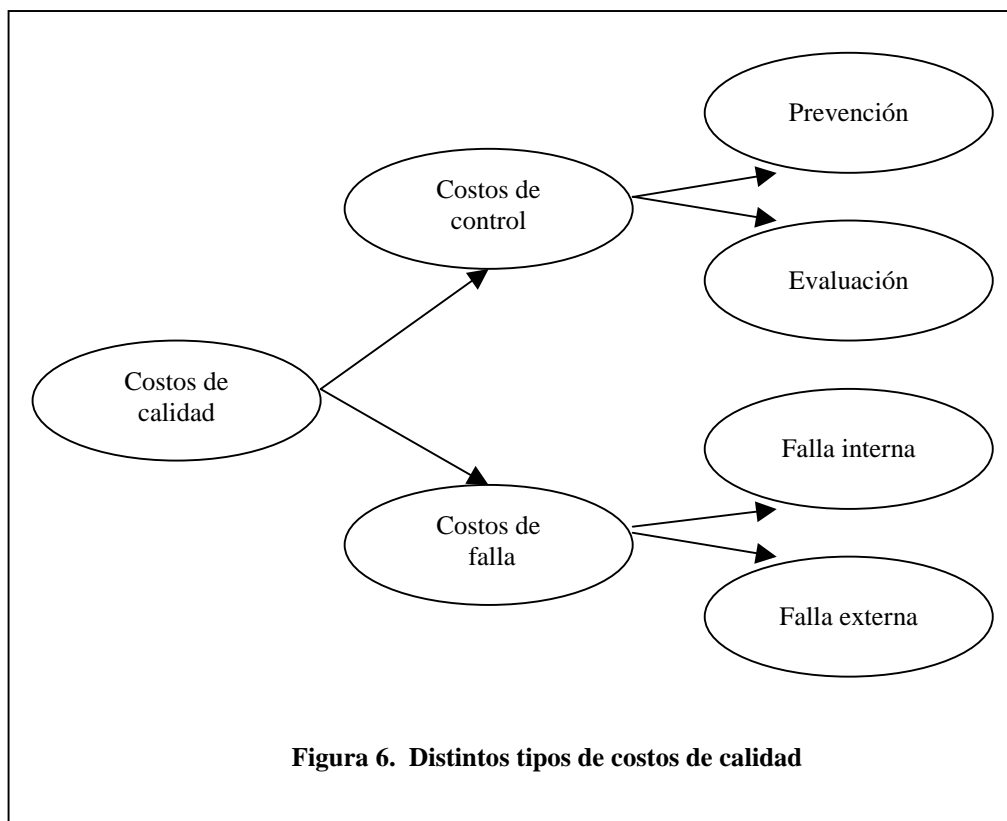 Prevención
Costos de
control
Evaluación
Costos de
calidad
Falla interna
Costos de
falla
Falla externa
Figura 6. Distintos tipos de costos de calidad